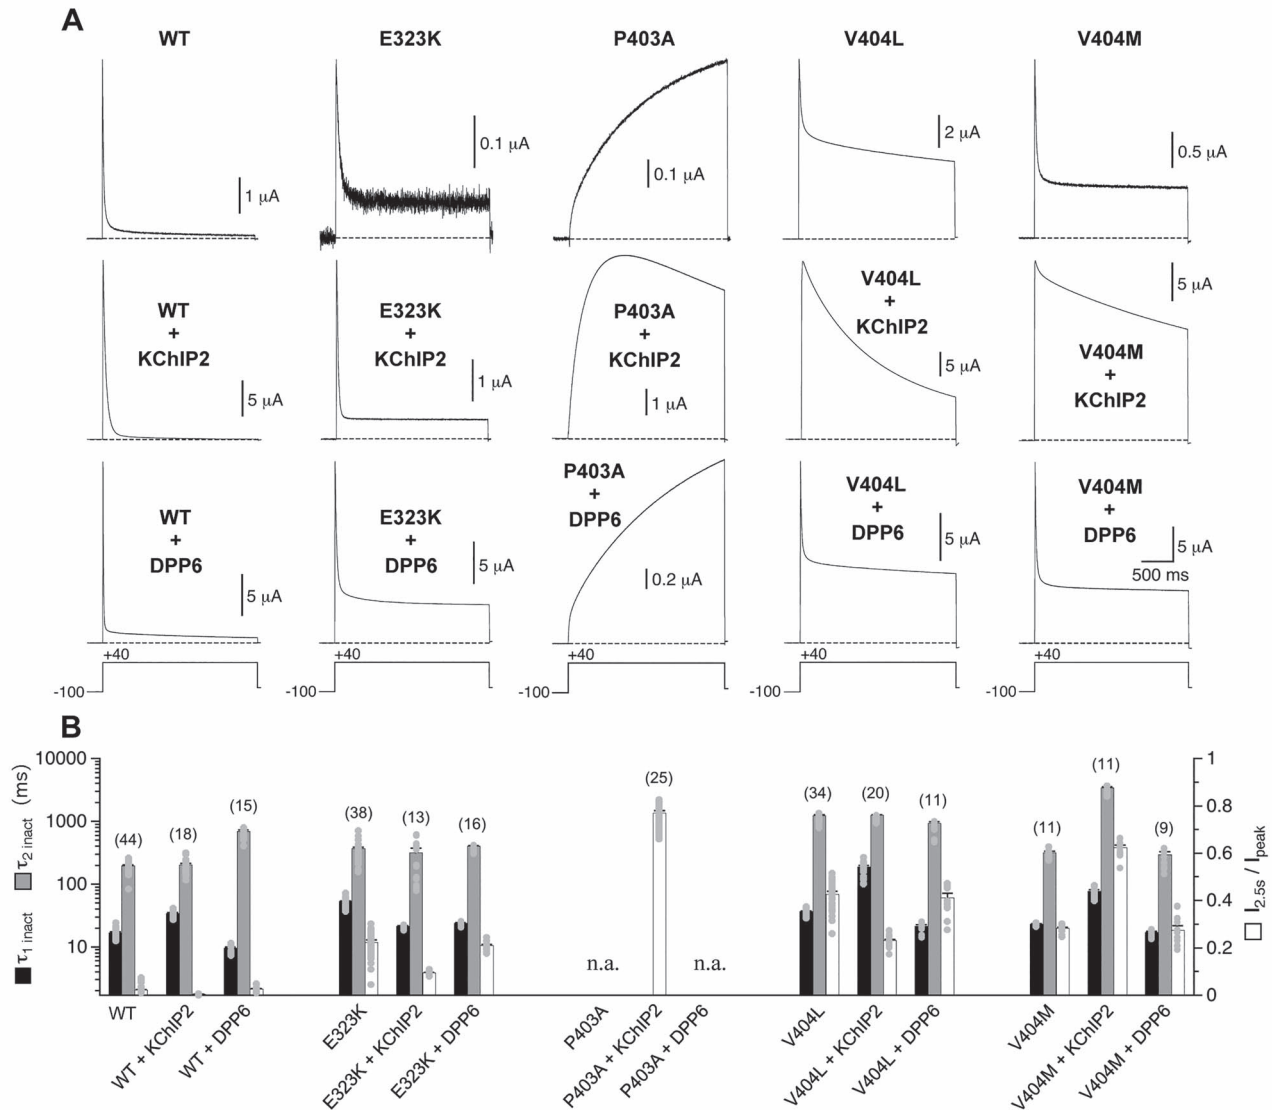 A
WT
E323K
P403A
V404L
V404M
1 µA
0.1 µA
0.1 µA
2 µA
0.5 µA
WT
+
KChIP2
5 µA
E323K
+
KChIP2
1 µA
P403A
+
KChIP2
1 µA
V404L
+
KChIP2
5 µA
V404M
+
KChIP2
5 µA
WT
+
DPP6
5 µA
E323K
+
DPP6
5 µA
P403A
+
DPP6
0.2 µA
V404L
+
DPP6
5 µA
V404M
+
DPP6
5 µA
500 ms
+40
-100
+40
-100
+40
-100
+40
-100
+40
-100
B
τ1 inact τ2 inact (ms)
10000
1000
100
10
(44)
(18)
(15)
(38)
(13)
(16)
n.a.
(25)
n.a.
(34)
(20)
(11)
(11)
(11)
(9)
1
0.8
0.6
0.4
0.2
0
I2.5s / Ipeak
WT
WT + KChIP2
WT + DPP6
E323K
E323K + KChIP2
E323K + DPP6
P403A
P403A + KChIP2
P403A + DPP6
V404L
V404L + KChIP2
V404L + DPP6
V404M
V404M + KChIP2
V404M + DPP6